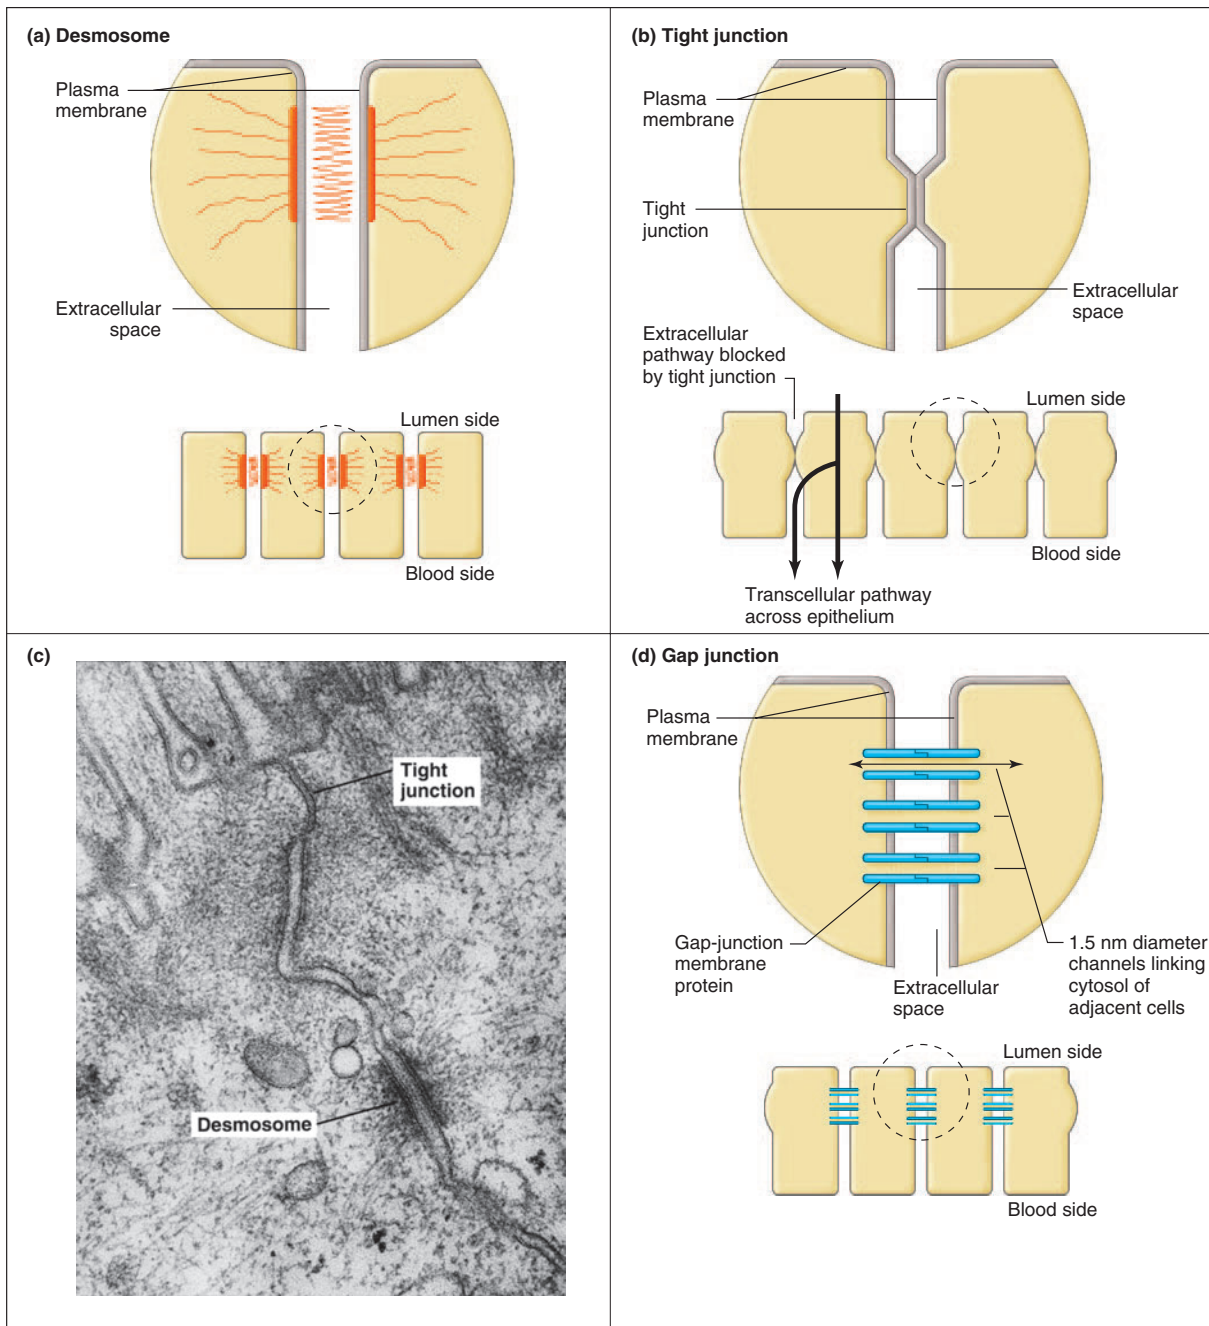 (a) Desmosome
Plasma
membrane
Extracellular
space
Lumen side
Blood side
(b) Tight junction
Plasma
membrane
Tight
junction
Extracellular
space
Extracellular
pathway blocked
by tight junction
Lumen side
Blood side
Transcellular pathway
across epithelium
(c)
Tight
junction
Desmosome
(d) Gap junction
Plasma
membrane
Gap-junction
membrane
protein
Extracellular
space
1.5 nm diameter
channels linking
cytosol of
adjacent cells
Lumen side
Blood side